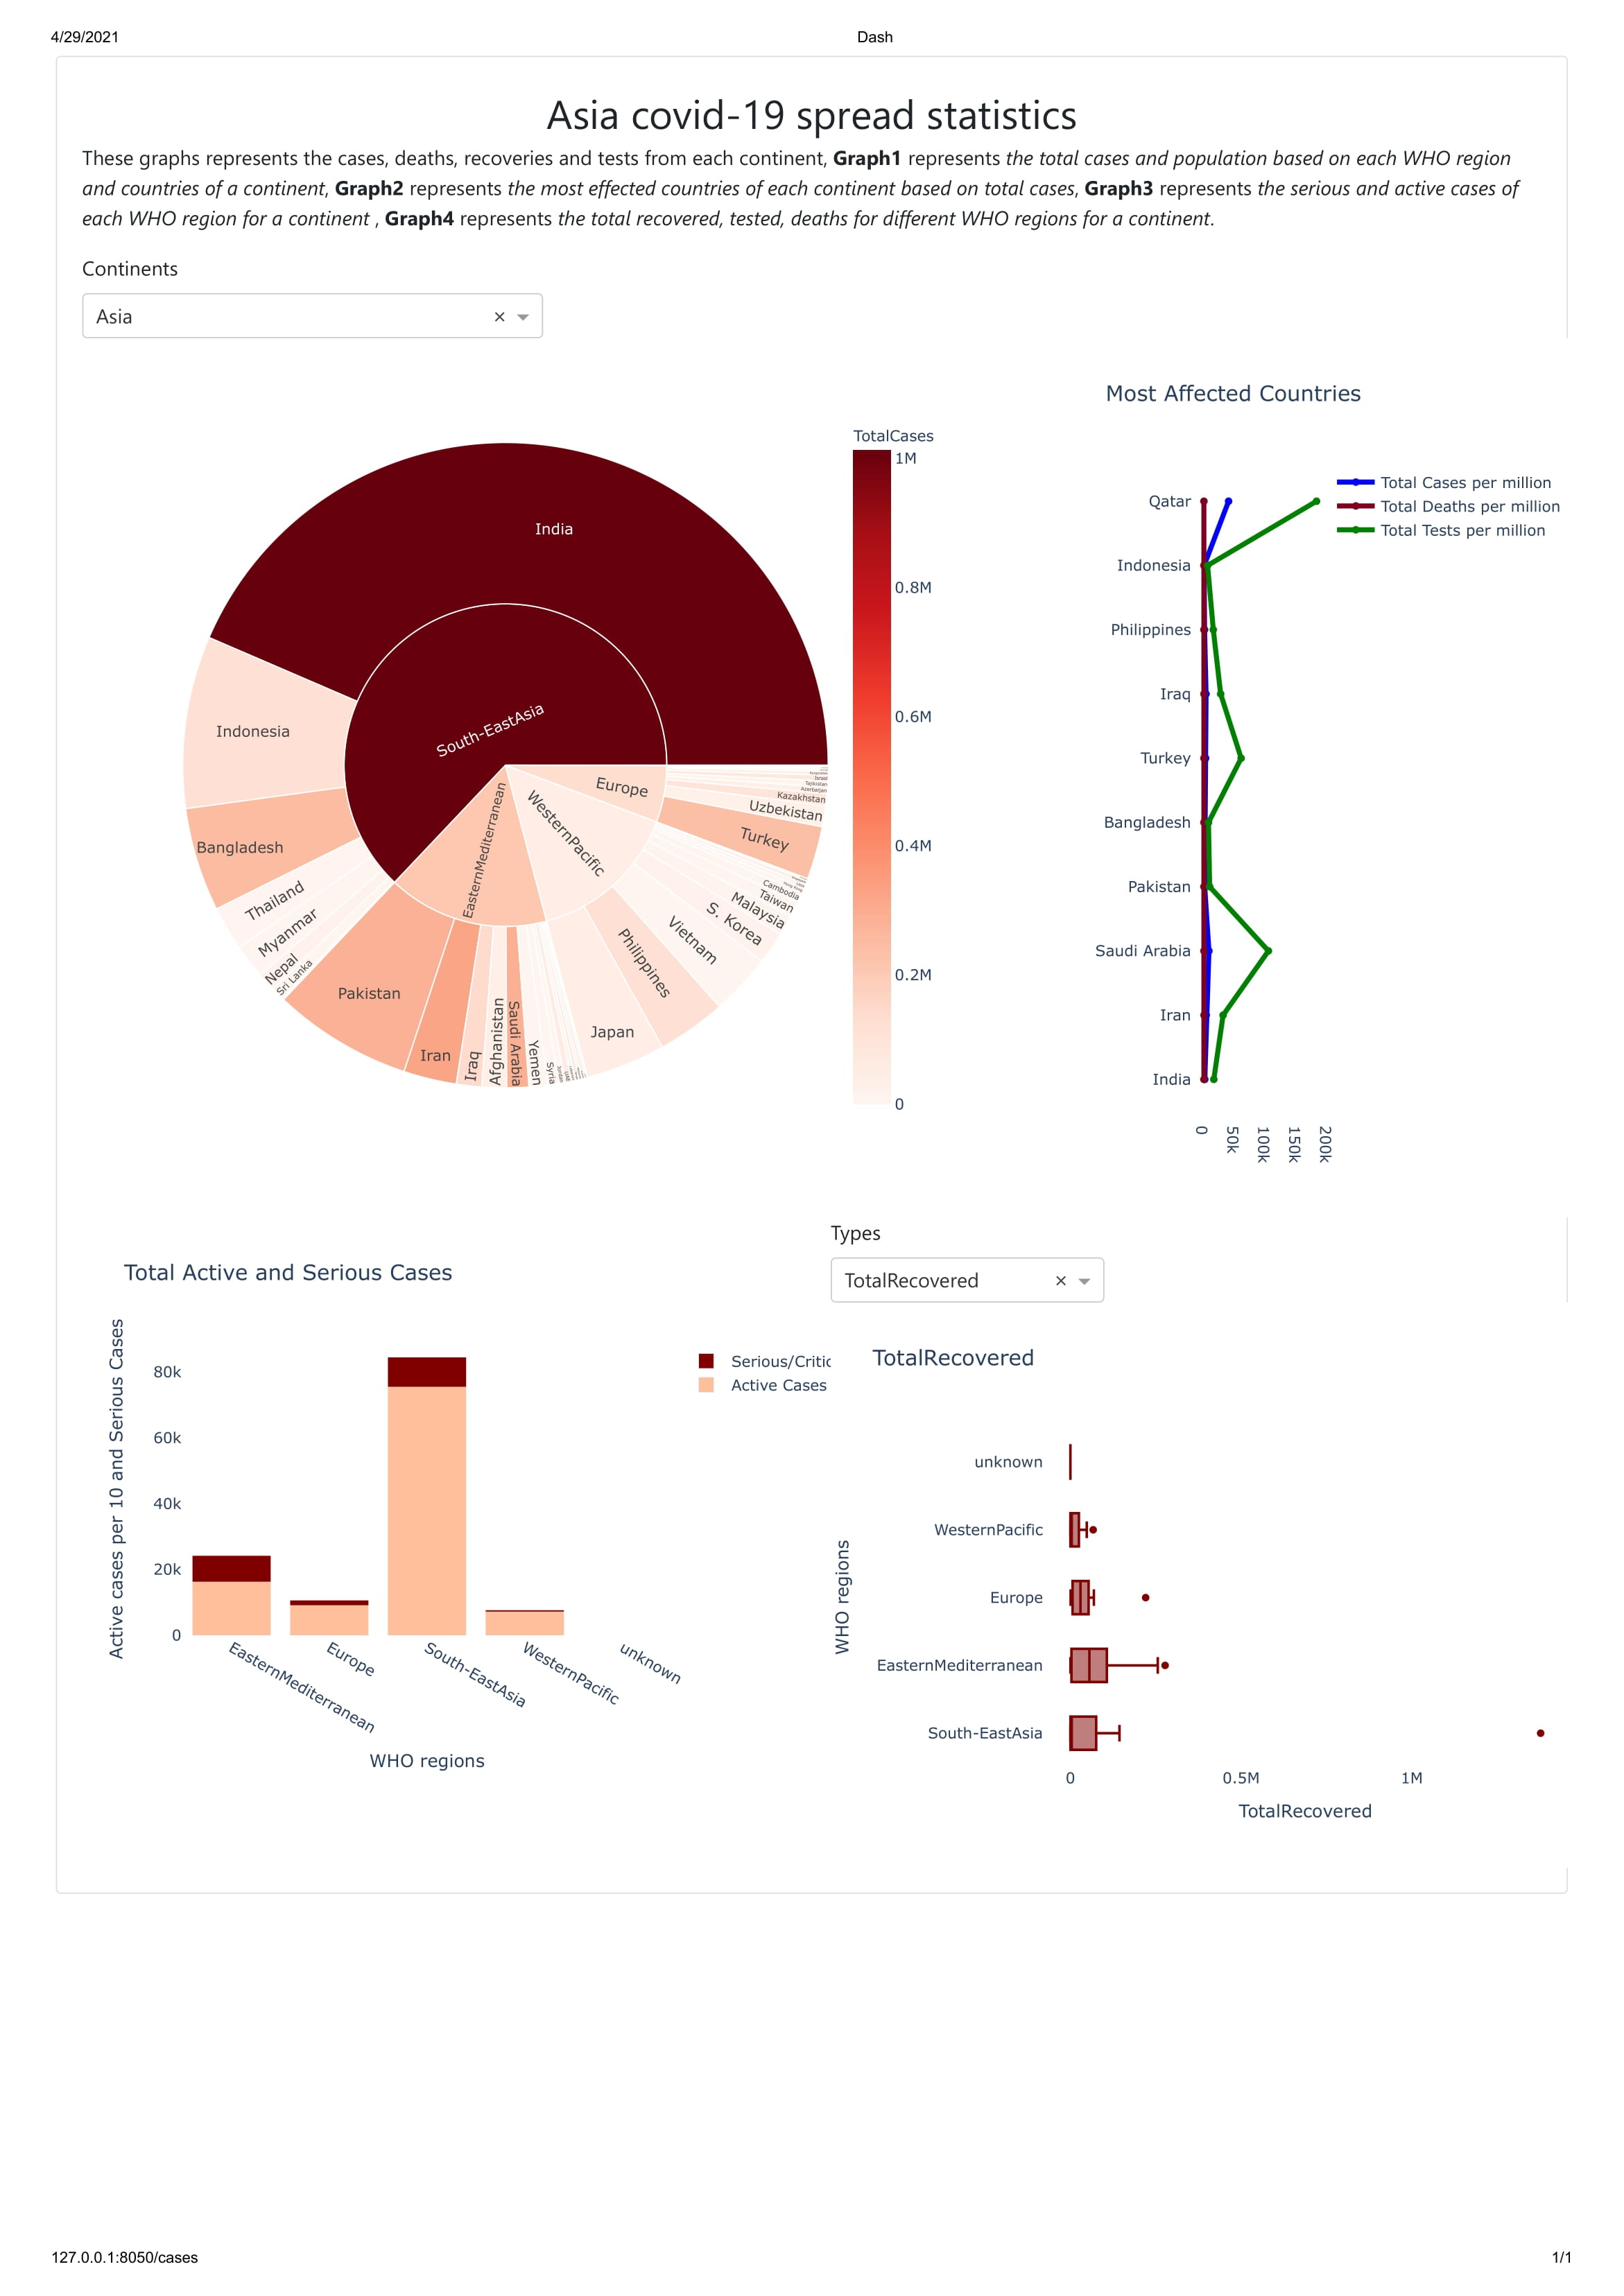 4/29/2021
Dash
Asia covid-19 spread statistics
These graphs represents the cases, deaths, recoveries and tests from each continent, Graph1 represents the total cases and population based on each WHO region
and countries of a continent, Graph2 represents the most effected countries of each continent based on total cases, Graph3 represents the serious and active cases of
each WHO region for a continent , Graph4 represents the total recovered, tested, deaths for different WHO regions for a continent.
Continents
Asia
India
South-EastAsia
Indonesia
Bangladesh
Thailand
Myanmar
Nepal
Sri Lanka
EasternMediterranean
Pakistan
Iran
Iraq
Afghanistan
Saudi Arabia
Yemen
Syria
Jordan
UAE
WesternPacific
Japan
Philippines
Vietnam
S. Korea
Malaysia
Taiwan
Cambodia
Hong Kong
Europe
Turkey
Uzbekistan
Kazakhstan
Azerbaijan
Tajikistan
Israel
Kyrgyzstan
TotalCases
1M
0.8M
0.6M
0.4M
0.2M
0
Most Affected Countries
Total Cases per million
Total Deaths per million
Total Tests per million
Qatar
Indonesia
Philippines
Iraq
Turkey
Bangladesh
Pakistan
Saudi Arabia
Iran
India
0
50k
100k
150k
200k
Total Active and Serious Cases
Active cases per 10 and Serious Cases
80k
60k
40k
20k
0
EasternMediterranean
Europe
South-EastAsia
WesternPacific
unknown
WHO regions
Serious/Critic
Active Cases
Types
TotalRecovered
TotalRecovered
WHO regions
unknown
WesternPacific
Europe
EasternMediterranean
South-EastAsia
0
0.5M
1M
TotalRecovered
127.0.0.1:8050/cases
1/1